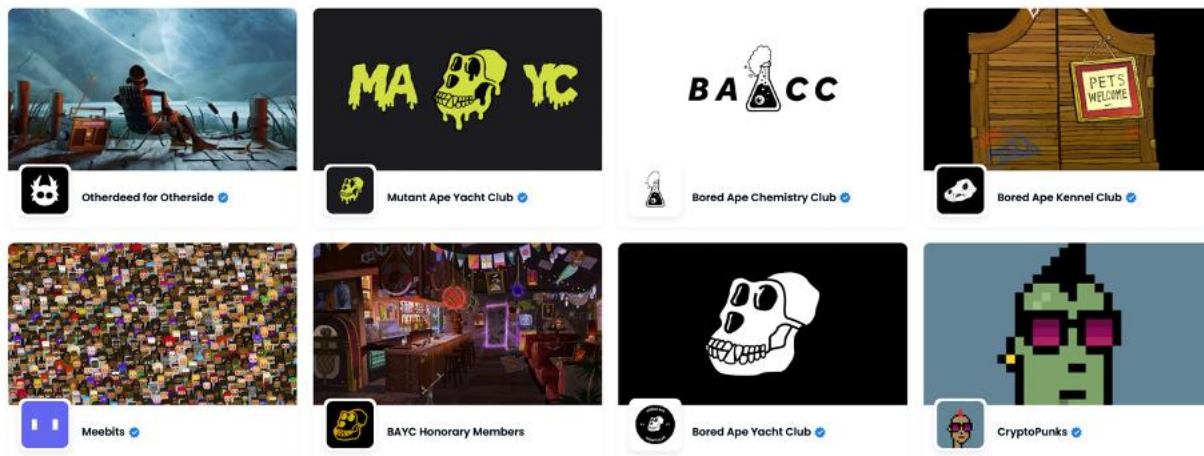 MA YC
BA CC
PETS
WELCOME
Otherdeed for Otherside
Mutant Ape Yacht Club
Bored Ape Chemistry Club
Bored Ape Kennel Club
Meebits
BAYC Honorary Members
Bored Ape Yacht Club
CryptoPunks